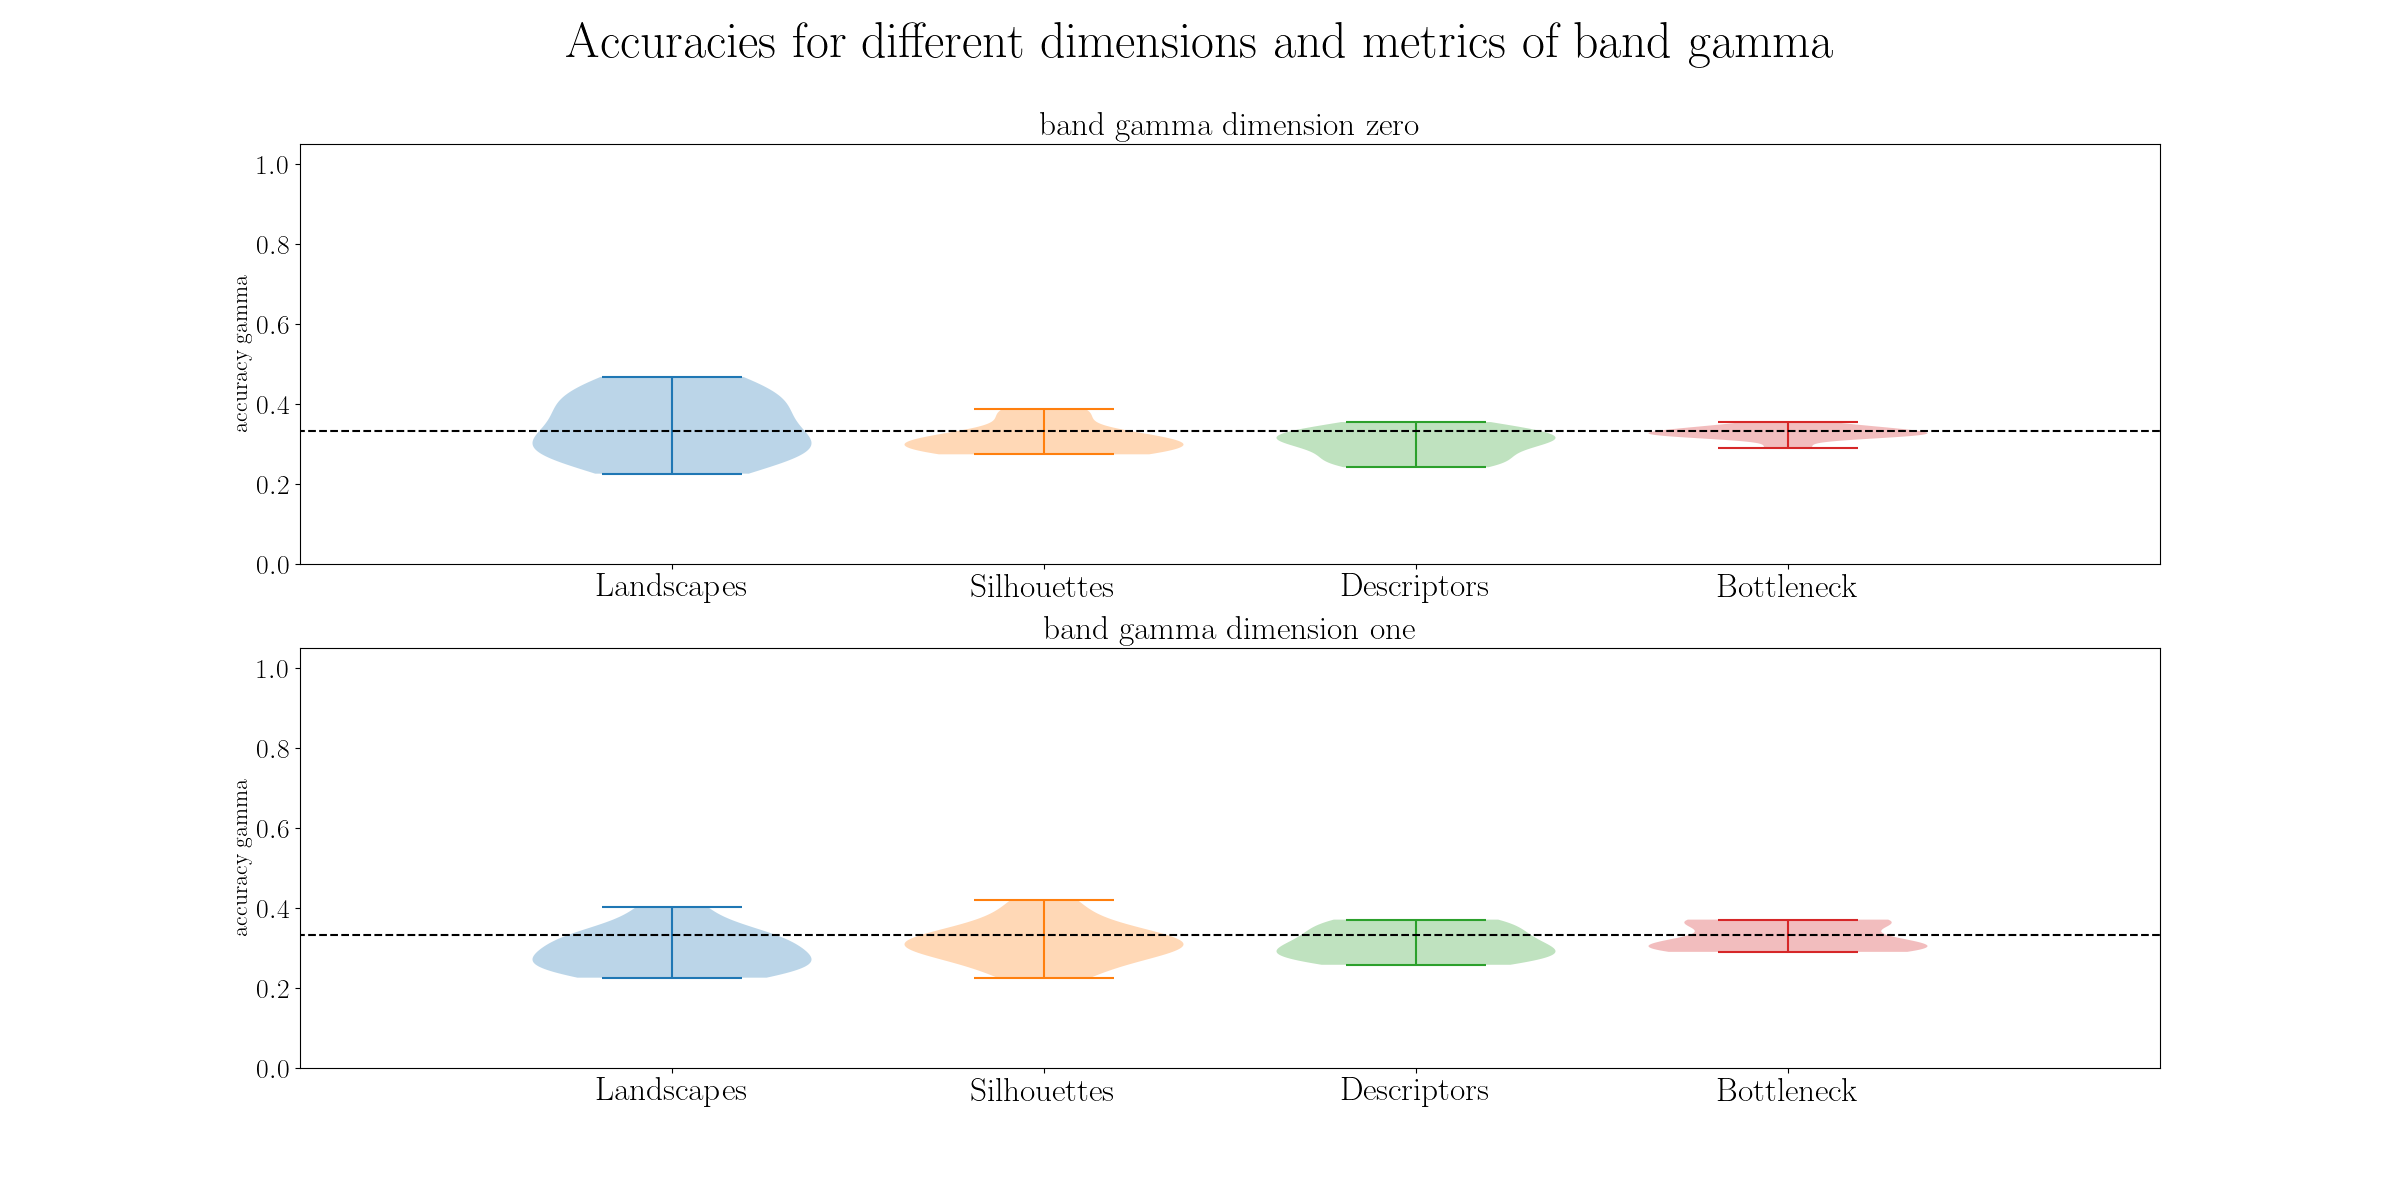 Accuracies for different dimensions and metrics of band gamma
band gamma dimension zero
accuracy gamma
1.0
0.8
0.6
0.4
0.2
0.0
Landscapes Silhouettes Descriptors Bottleneck
band gamma dimension one
accuracy gamma
1.0
0.8
0.6
0.4
0.2
0.0
Landscapes Silhouettes Descriptors Bottleneck